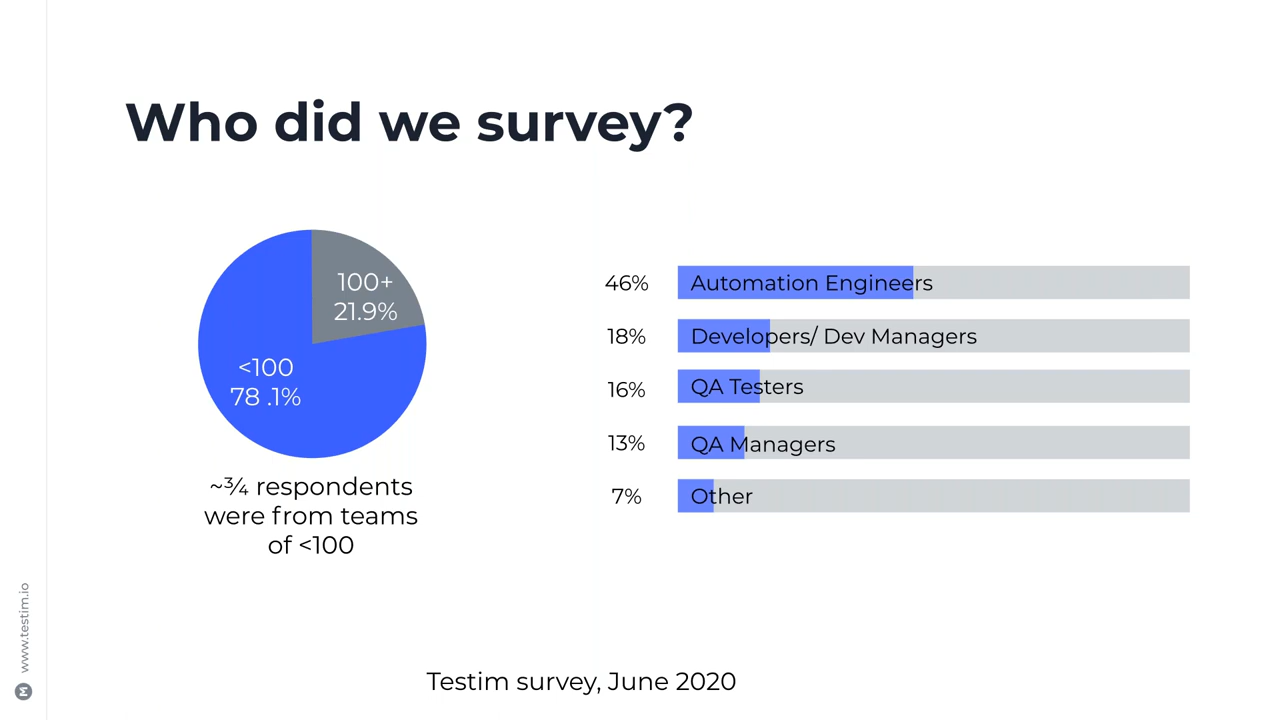 Who did we survey?
100+
21.9%
<100
78 .1%
~¾ respondents
were from teams
of <100
46% Automation Engineers
18% Developers/ Dev Managers
16% QA Testers
13% QA Managers
7% Other
Testim survey, June 2020
www.testim.io